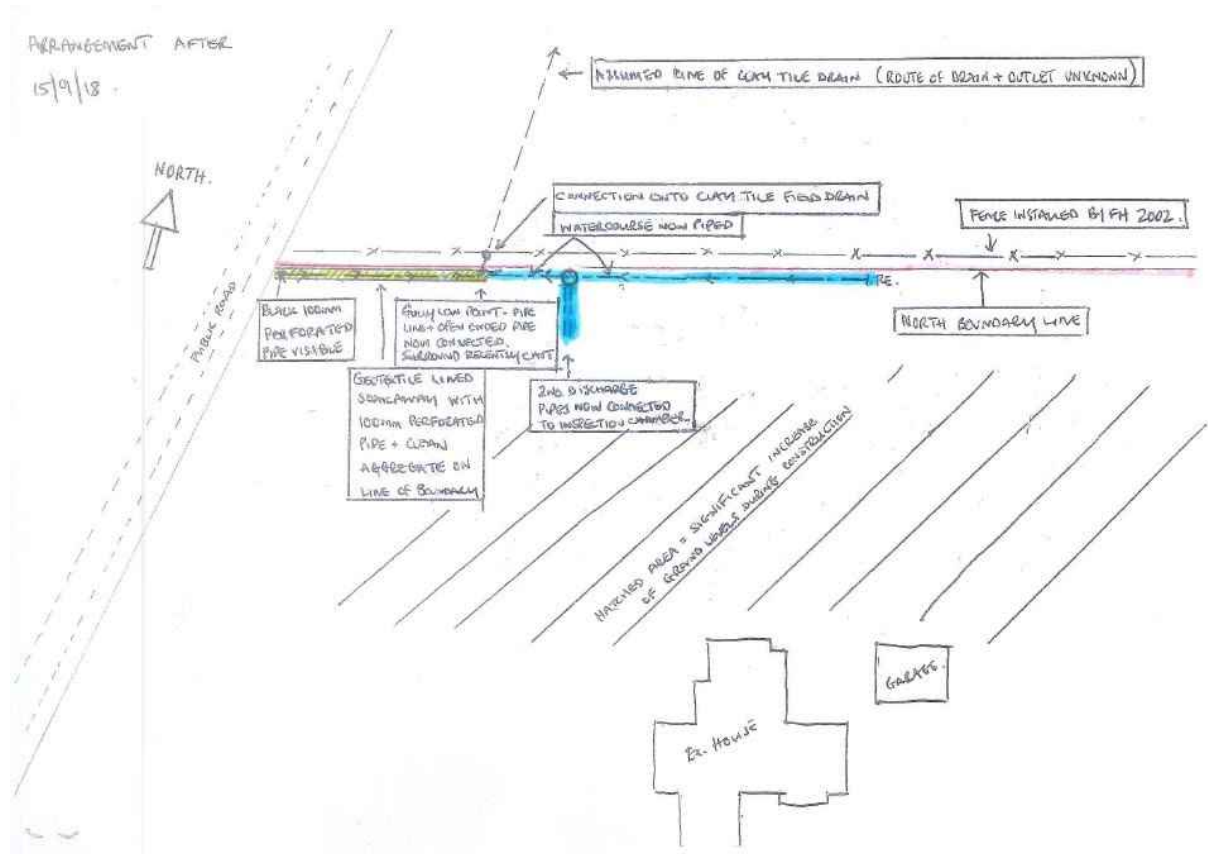 ARRANGEMENT AFTER
15/9/18.
NORTH.
PUBLIC ROAD
ASSUMED LINE OF CLAY TILE DRAIN (ROUTE OF DRAIN + OUTLET UNKNOWN)
CONNECTION ONTO CLAY TILE FIELD DRAIN
WATERCOURSE NOW PIPED
FENCE INSTALLED BY FH 2002.
RE.
NORTH BOUNDARY LINE
BLACK 100mm
PERFORATED
PIPE VISIBLE
GULLY LOW POINT - PIPE
LINE + OPEN ENDED PIPE
NOW CONNECTED.
SURROUND RECENTLY CAST
GEOTEXTILE LINED
SOAKAWAY WITH
100mm PERFORATED
PIPE + CLEAN
AGGREGATE ON
LINE OF BOUNDARY
2NO. DISCHARGE
PIPES NOW CONNECTED
TO INSPECTION CHAMBER.
HATCHED AREA = SIGNIFICANT INCREASE
OF GROUND LEVELS DURING CONSTRUCTION
Ex. HOUSE
GARAGE.